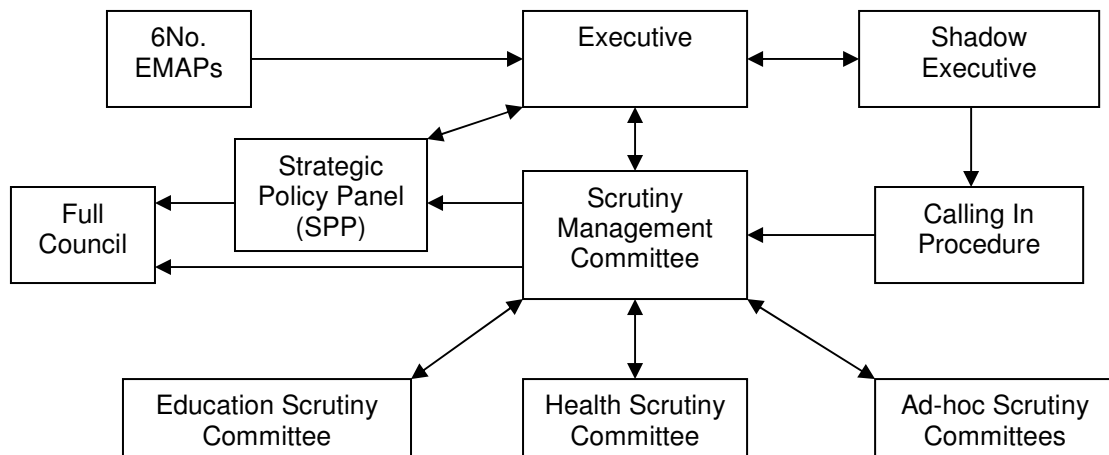 6No.
EMAPs
Executive
Shadow
Executive
Strategic
Policy Panel
(SPP)
Full
Council
Scrutiny
Management
Committee
Calling In
Procedure
Education Scrutiny
Committee
Health Scrutiny
Committee
Ad-hoc Scrutiny
Committees